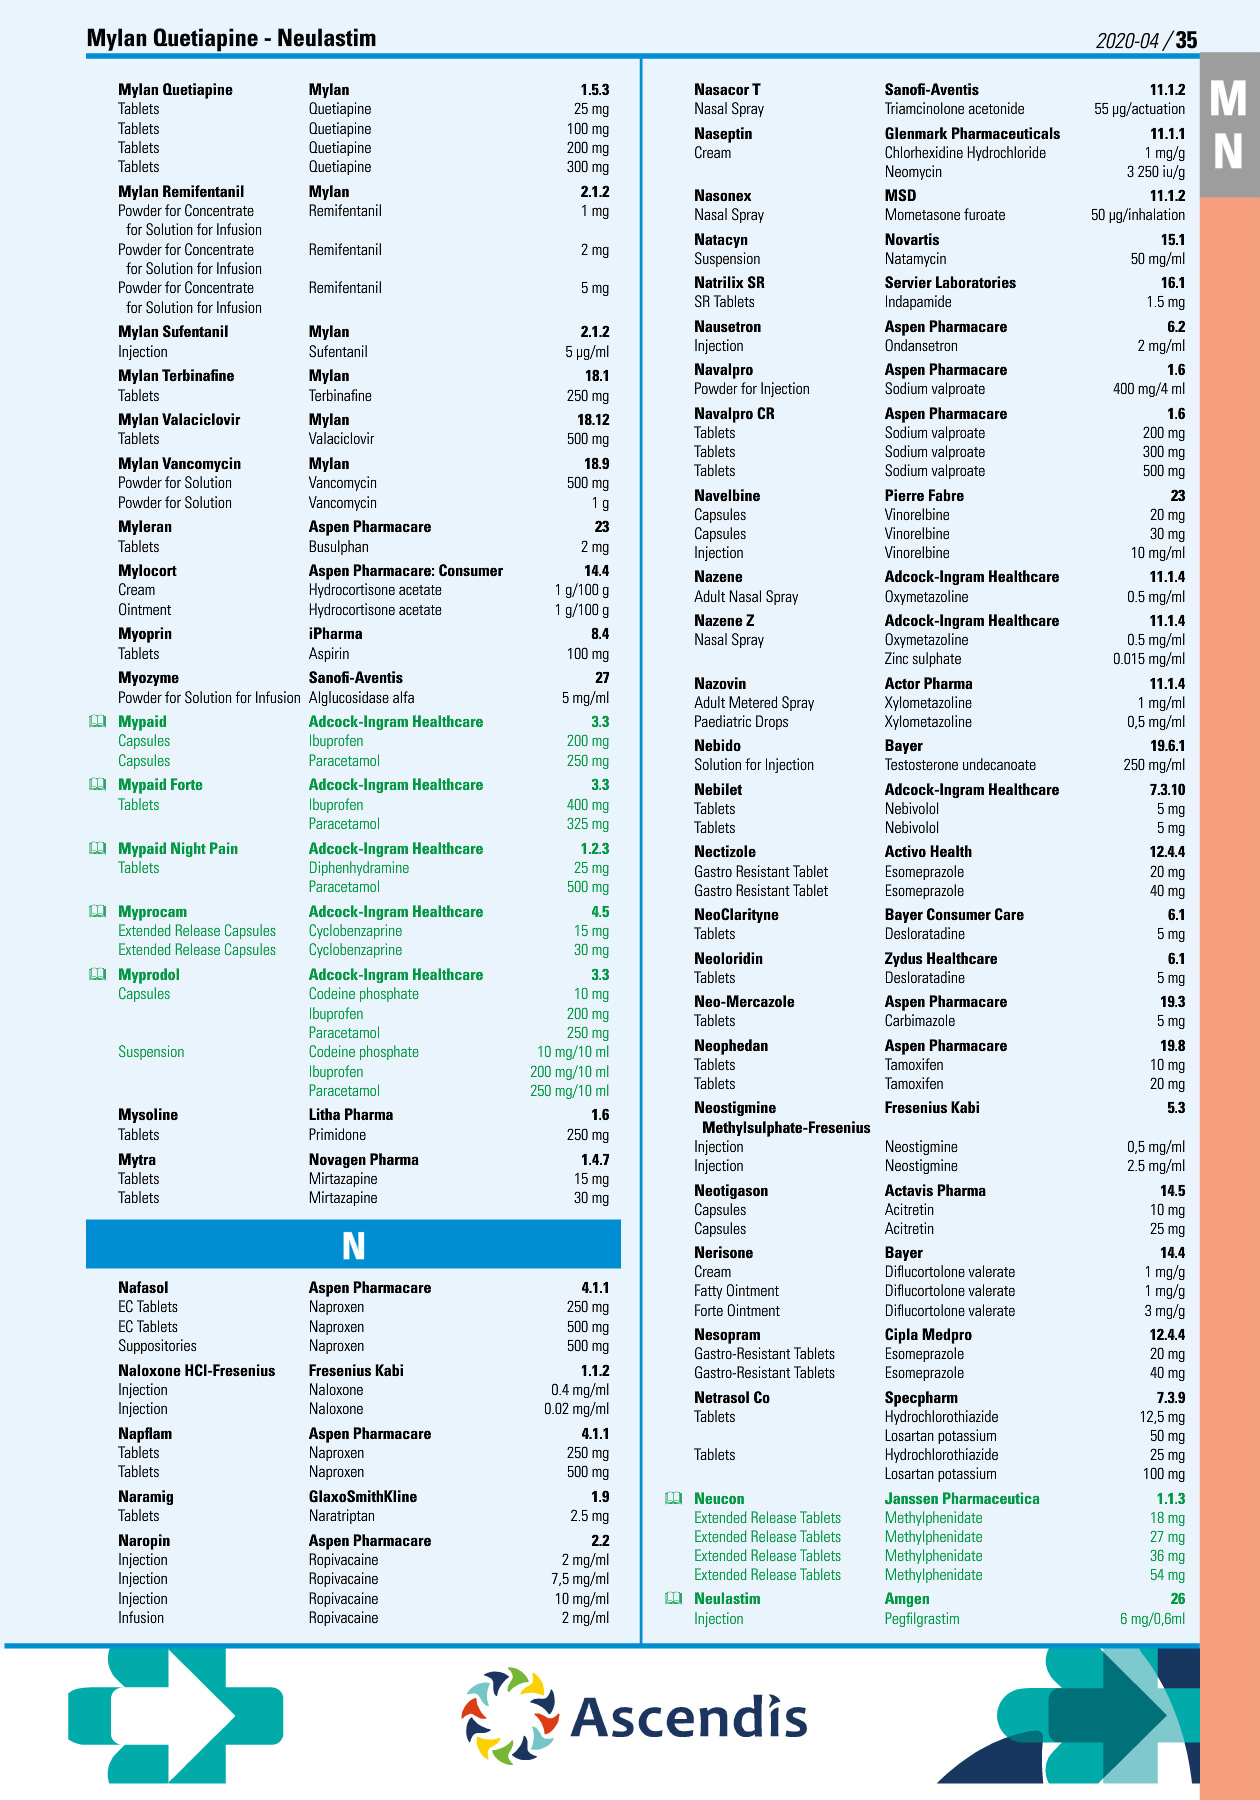 Mylan Quetiapine - Neulastim
2020-04 / 35
M
N
Mylan Quetiapine Mylan 1.5.3
Tablets Quetiapine 25 mg
Tablets Quetiapine 100 mg
Tablets Quetiapine 200 mg
Tablets Quetiapine 300 mg
Mylan Remifentanil Mylan 2.1.2
Powder for Concentrate Remifentanil 1 mg
for Solution for Infusion
Powder for Concentrate Remifentanil 2 mg
for Solution for Infusion
Powder for Concentrate Remifentanil 5 mg
for Solution for Infusion
Mylan Sufentanil Mylan 2.1.2
Injection Sufentanil 5 µg/ml
Mylan Terbinafine Mylan 18.1
Tablets Terbinafine 250 mg
Mylan Valaciclovir Mylan 18.12
Tablets Valaciclovir 500 mg
Mylan Vancomycin Mylan 18.9
Powder for Solution Vancomycin 500 mg
Powder for Solution Vancomycin 1 g
Myleran Aspen Pharmacare 23
Tablets Busulphan 2 mg
Mylocort Aspen Pharmacare: Consumer 14.4
Cream Hydrocortisone acetate 1 g/100 g
Ointment Hydrocortisone acetate 1 g/100 g
Myoprin iPharma 8.4
Tablets Aspirin 100 mg
Myozyme Sanofi-Aventis 27
Powder for Solution for Infusion Alglucosidase alfa 5 mg/ml
Mypaid Adcock-Ingram Healthcare 3.3
Capsules Ibuprofen 200 mg
Capsules Paracetamol 250 mg
Mypaid Forte Adcock-Ingram Healthcare 3.3
Tablets Ibuprofen 400 mg
Paracetamol 325 mg
Mypaid Night Pain Adcock-Ingram Healthcare 1.2.3
Tablets Diphenhydramine 25 mg
Paracetamol 500 mg
Myprocam Adcock-Ingram Healthcare 4.5
Extended Release Capsules Cyclobenzaprine 15 mg
Extended Release Capsules Cyclobenzaprine 30 mg
Myprodol Adcock-Ingram Healthcare 3.3
Capsules Codeine phosphate 10 mg
Ibuprofen 200 mg
Paracetamol 250 mg
Suspension Codeine phosphate 10 mg/10 ml
Ibuprofen 200 mg/10 ml
Paracetamol 250 mg/10 ml
Mysoline Litha Pharma 1.6
Tablets Primidone 250 mg
Mytra Novagen Pharma 1.4.7
Tablets Mirtazapine 15 mg
Tablets Mirtazapine 30 mg
N
Nafasol Aspen Pharmacare 4.1.1
EC Tablets Naproxen 250 mg
EC Tablets Naproxen 500 mg
Suppositories Naproxen 500 mg
Naloxone HCl-Fresenius Fresenius Kabi 1.1.2
Injection Naloxone 0.4 mg/ml
Injection Naloxone 0.02 mg/ml
Napflam Aspen Pharmacare 4.1.1
Tablets Naproxen 250 mg
Tablets Naproxen 500 mg
Naramig GlaxoSmithKline 1.9
Tablets Naratriptan 2.5 mg
Naropin Aspen Pharmacare 2.2
Injection Ropivacaine 2 mg/ml
Injection Ropivacaine 7,5 mg/ml
Injection Ropivacaine 10 mg/ml
Infusion Ropivacaine 2 mg/ml
Nasacor T Sanofi-Aventis 11.1.2
Nasal Spray Triamcinolone acetonide 55 µg/actuation
Naseptin Glenmark Pharmaceuticals 11.1.1
Cream Chlorhexidine Hydrochloride 1 mg/g
Neomycin 3 250 iu/g
Nasonex MSD 11.1.2
Nasal Spray Mometasone furoate 50 µg/inhalation
Natacyn Novartis 15.1
Suspension Natamycin 50 mg/ml
Natrilix SR Servier Laboratories 16.1
SR Tablets Indapamide 1.5 mg
Nausetron Aspen Pharmacare 6.2
Injection Ondansetron 2 mg/ml
Navalpro Aspen Pharmacare 1.6
Powder for Injection Sodium valproate 400 mg/4 ml
Navalpro CR Aspen Pharmacare 1.6
Tablets Sodium valproate 200 mg
Tablets Sodium valproate 300 mg
Tablets Sodium valproate 500 mg
Navelbine Pierre Fabre 23
Capsules Vinorelbine 20 mg
Capsules Vinorelbine 30 mg
Injection Vinorelbine 10 mg/ml
Nazene Adcock-Ingram Healthcare 11.1.4
Adult Nasal Spray Oxymetazoline 0.5 mg/ml
Nazene Z Adcock-Ingram Healthcare 11.1.4
Nasal Spray Oxymetazoline 0.5 mg/ml
Zinc sulphate 0.015 mg/ml
Nazovin Actor Pharma 11.1.4
Adult Metered Spray Xylometazoline 1 mg/ml
Paediatric Drops Xylometazoline 0,5 mg/ml
Nebido Bayer 19.6.1
Solution for Injection Testosterone undecanoate 250 mg/ml
Nebilet Adcock-Ingram Healthcare 7.3.10
Tablets Nebivolol 5 mg
Tablets Nebivolol 5 mg
Nectizole Activo Health 12.4.4
Gastro Resistant Tablet Esomeprazole 20 mg
Gastro Resistant Tablet Esomeprazole 40 mg
NeoClarityne Bayer Consumer Care 6.1
Tablets Desloratadine 5 mg
Neoloridin Zydus Healthcare 6.1
Tablets Desloratadine 5 mg
Neo-Mercazole Aspen Pharmacare 19.3
Tablets Carbimazole 5 mg
Neophedan Aspen Pharmacare 19.8
Tablets Tamoxifen 10 mg
Tablets Tamoxifen 20 mg
Neostigmine Fresenius Kabi 5.3
Methylsulphate-Fresenius
Injection Neostigmine 0,5 mg/ml
Injection Neostigmine 2.5 mg/ml
Neotigason Actavis Pharma 14.5
Capsules Acitretin 10 mg
Capsules Acitretin 25 mg
Nerisone Bayer 14.4
Cream Diflucortolone valerate 1 mg/g
Fatty Ointment Diflucortolone valerate 1 mg/g
Forte Ointment Diflucortolone valerate 3 mg/g
Nesopram Cipla Medpro 12.4.4
Gastro-Resistant Tablets Esomeprazole 20 mg
Gastro-Resistant Tablets Esomeprazole 40 mg
Netrasol Co Specpharm 7.3.9
Tablets Hydrochlorothiazide 12,5 mg
Losartan potassium 50 mg
Tablets Hydrochlorothiazide 25 mg
Losartan potassium 100 mg
Neucon Janssen Pharmaceutica 1.1.3
Extended Release Tablets Methylphenidate 18 mg
Extended Release Tablets Methylphenidate 27 mg
Extended Release Tablets Methylphenidate 36 mg
Extended Release Tablets Methylphenidate 54 mg
Neulastim Amgen 26
Injection Pegfilgrastim 6 mg/0,6ml
Ascendis